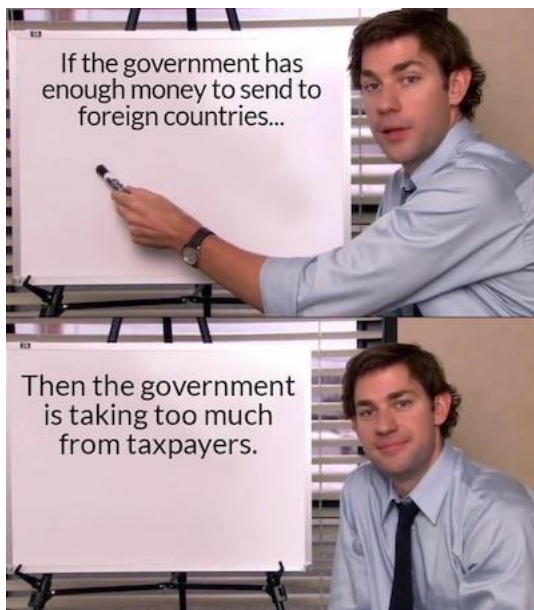 If the government has
enough money to send to
foreign countries...
Then the government
is taking too much
from taxpayers.